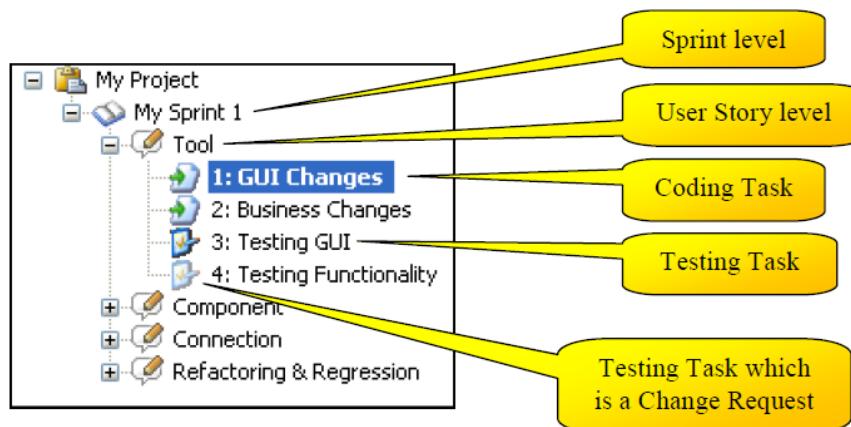 Sprint level
My Project
My Sprint 1
User Story level
Tool
1: GUI Changes
Coding Task
2: Business Changes
3: Testing GUI
Testing Task
4: Testing Functionality
Component
Connection
Refactoring & Regression
Testing Task which
is a Change Request